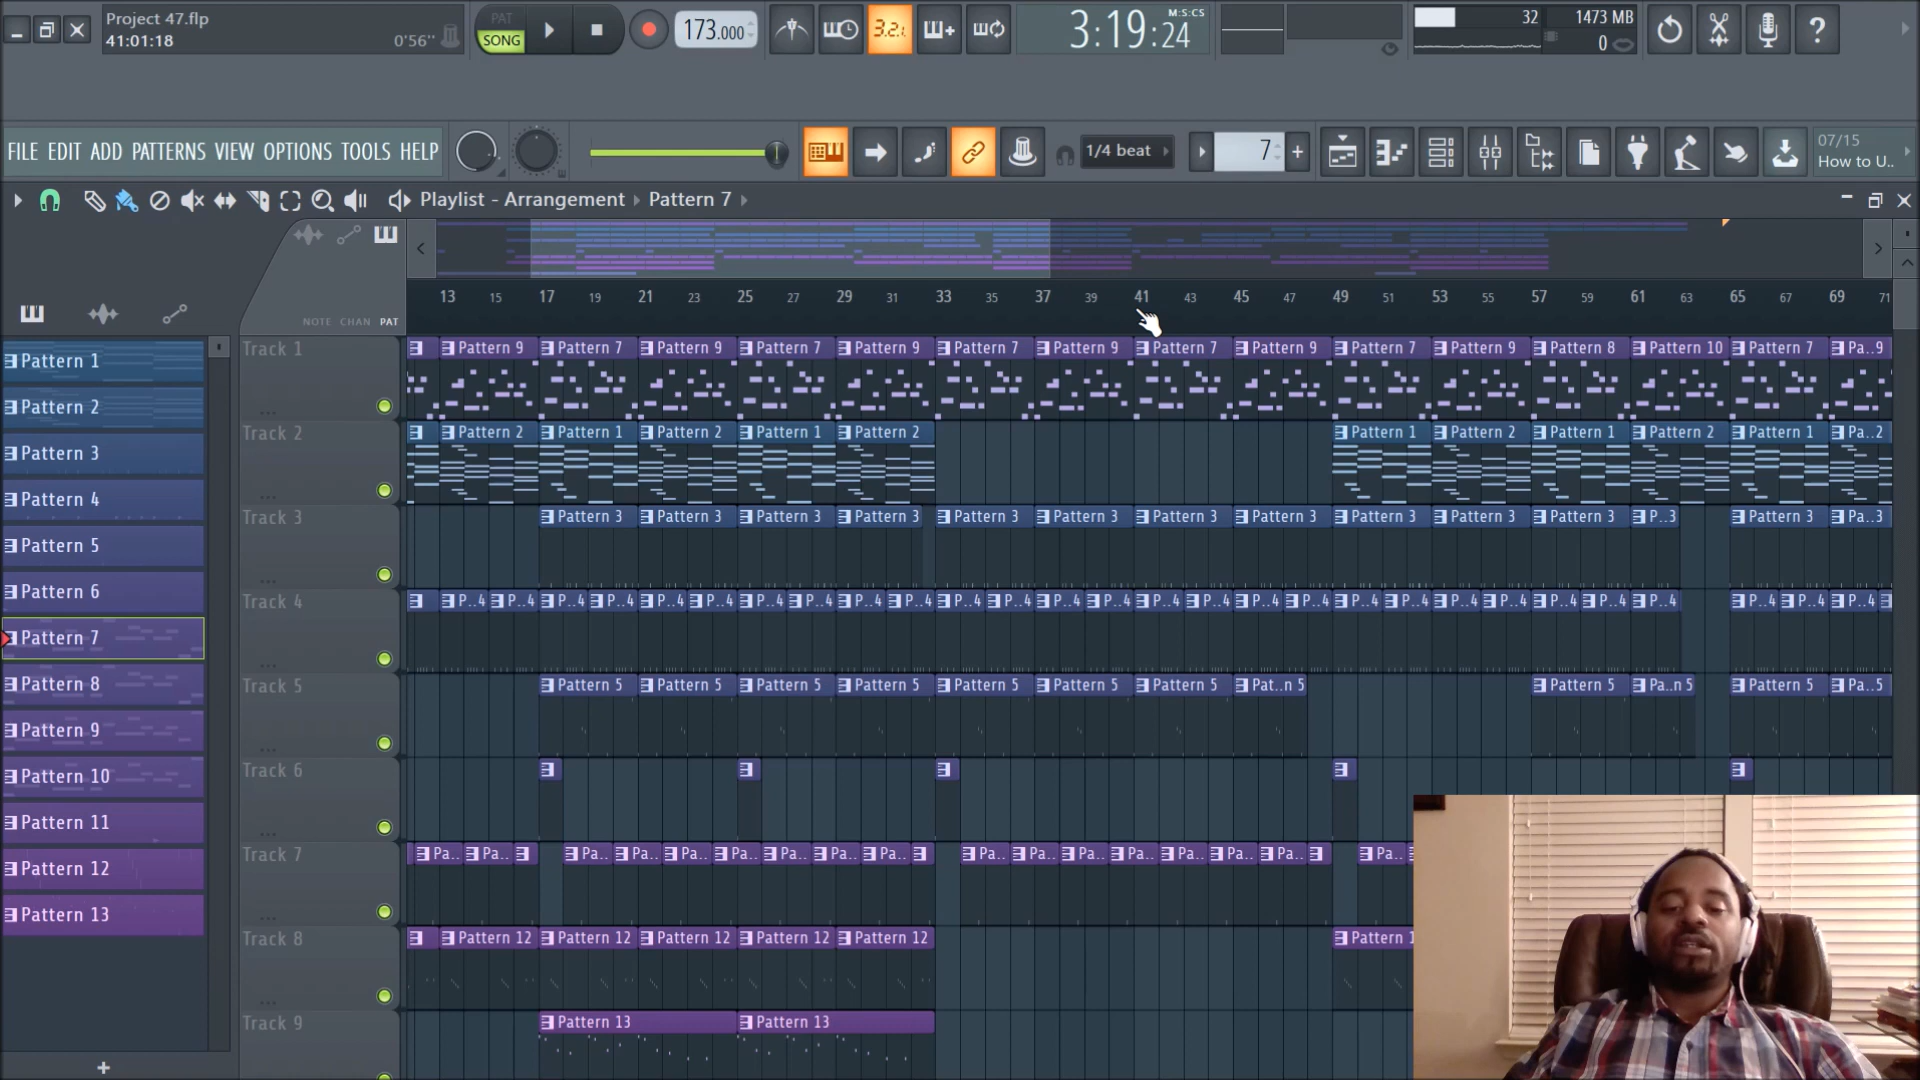 Project 47.flp
41:01:18 0'56"
PAT
SONG
173.000
3.2.
3:19:24
M:S:CS
32 1473 MB
0
FILE EDIT ADD PATTERNS VIEW OPTIONS TOOLS HELP
1/4 beat
7
+
07/15
How to U..
Playlist - Arrangement Pattern 7
13 15 17 19 21 23 25 27 29 31 33 35 37 39 41 43 45 47 49 51 53 55 57 59 61 63 65 67 69 71
NOTE CHAN PAT
Pattern 1
Pattern 2
Pattern 3
Pattern 4
Pattern 5
Pattern 6
Pattern 7
Pattern 8
Pattern 9
Pattern 10
Pattern 11
Pattern 12
Pattern 13
+
Track 1 Pattern 9 Pattern 7 Pattern 9 Pattern 7 Pattern 9 Pattern 7 Pattern 9 Pattern 7 Pattern 9 Pattern 7 Pattern 9 Pattern 8 Pattern 10 Pattern 7 Pa..9
Track 2 Pattern 2 Pattern 1 Pattern 2 Pattern 1 Pattern 2 Pattern 1 Pattern 2 Pattern 1 Pattern 2 Pattern 1 Pa..2
Track 3 Pattern 3 Pattern 3 Pattern 3 Pattern 3 Pattern 3 Pattern 3 Pattern 3 Pattern 3 Pattern 3 Pattern 3 Pattern 3 P..3 Pattern 3 Pa..3
Track 4 P..4 P..4 P..4 P..4 P..4 P..4 P..4 P..4 P..4 P..4 P..4 P..4 P..4 P..4 P..4 P..4 P..4 P..4 P..4 P..4 P..4 P..4 P..4 P..4 P..4 P..4 P..4 P..4
Track 5 Pattern 5 Pattern 5 Pattern 5 Pattern 5 Pattern 5 Pattern 5 Pattern 5 Pat..n 5 Pattern 5 Pa..n 5 Pattern 5 Pa..5
Track 6
Track 7 Pa.. Pa.. Pa.. Pa.. Pa.. Pa.. Pa.. Pa.. Pa.. Pa.. Pa.. Pa.. Pa.. Pa.. Pa.. Pa.. Pa..
Track 8 Pattern 12 Pattern 12 Pattern 12 Pattern 12 Pattern 12 Pattern 1
Track 9 Pattern 13 Pattern 13